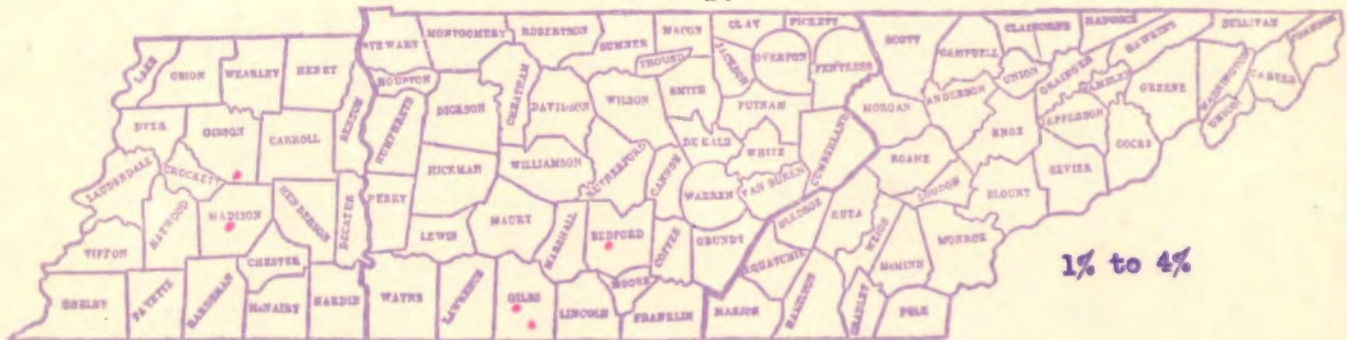 STEWART MONTGOMERY ROBERTSON SUMNER MACON CLAY PICKETT SCOTT CLAIBORNE HANCOCK HAWKINS SULLIVAN JOHNSON
LAKE OBION WEAKLEY HENRY HOUSTON TROUSD JACKSON OVERTON FENTRESS CAMPBELL UNION GRAINGER HAMBLEN GREENE WASHINGTON CARTER
DYER GIBSON CARROLL BENTON HUMPHREYS DICKSON CHEATHAM DAVIDSON WILSON SMITH PUTNAM MORGAN ANDERSON KNOX JEFFERSON COCKE UNICOI
LAUDERDALE CROCKETT HICKMAN WILLIAMSON RUTHERFORD CANNON DE KALB WHITE CUMBERLAND ROANE LOUDON BLOUNT SEVIER
TIPTON HAYWOOD MADISON HENDERSON DECATUR PERRY LEWIS MAURY MARSHALL BEDFORD COFFEE WARREN VAN BUREN BLEDSOE RHEA MEIGS MCMINN MONROE
SHELBY FAYETTE HARDEMAN CHESTER McNAIRY HARDIN WAYNE LAWRENCE GILES LINCOLN MOORE FRANKLIN GRUNDY SEQUATCHIE MARION HAMILTON BRADLEY POLK
1% to 4%